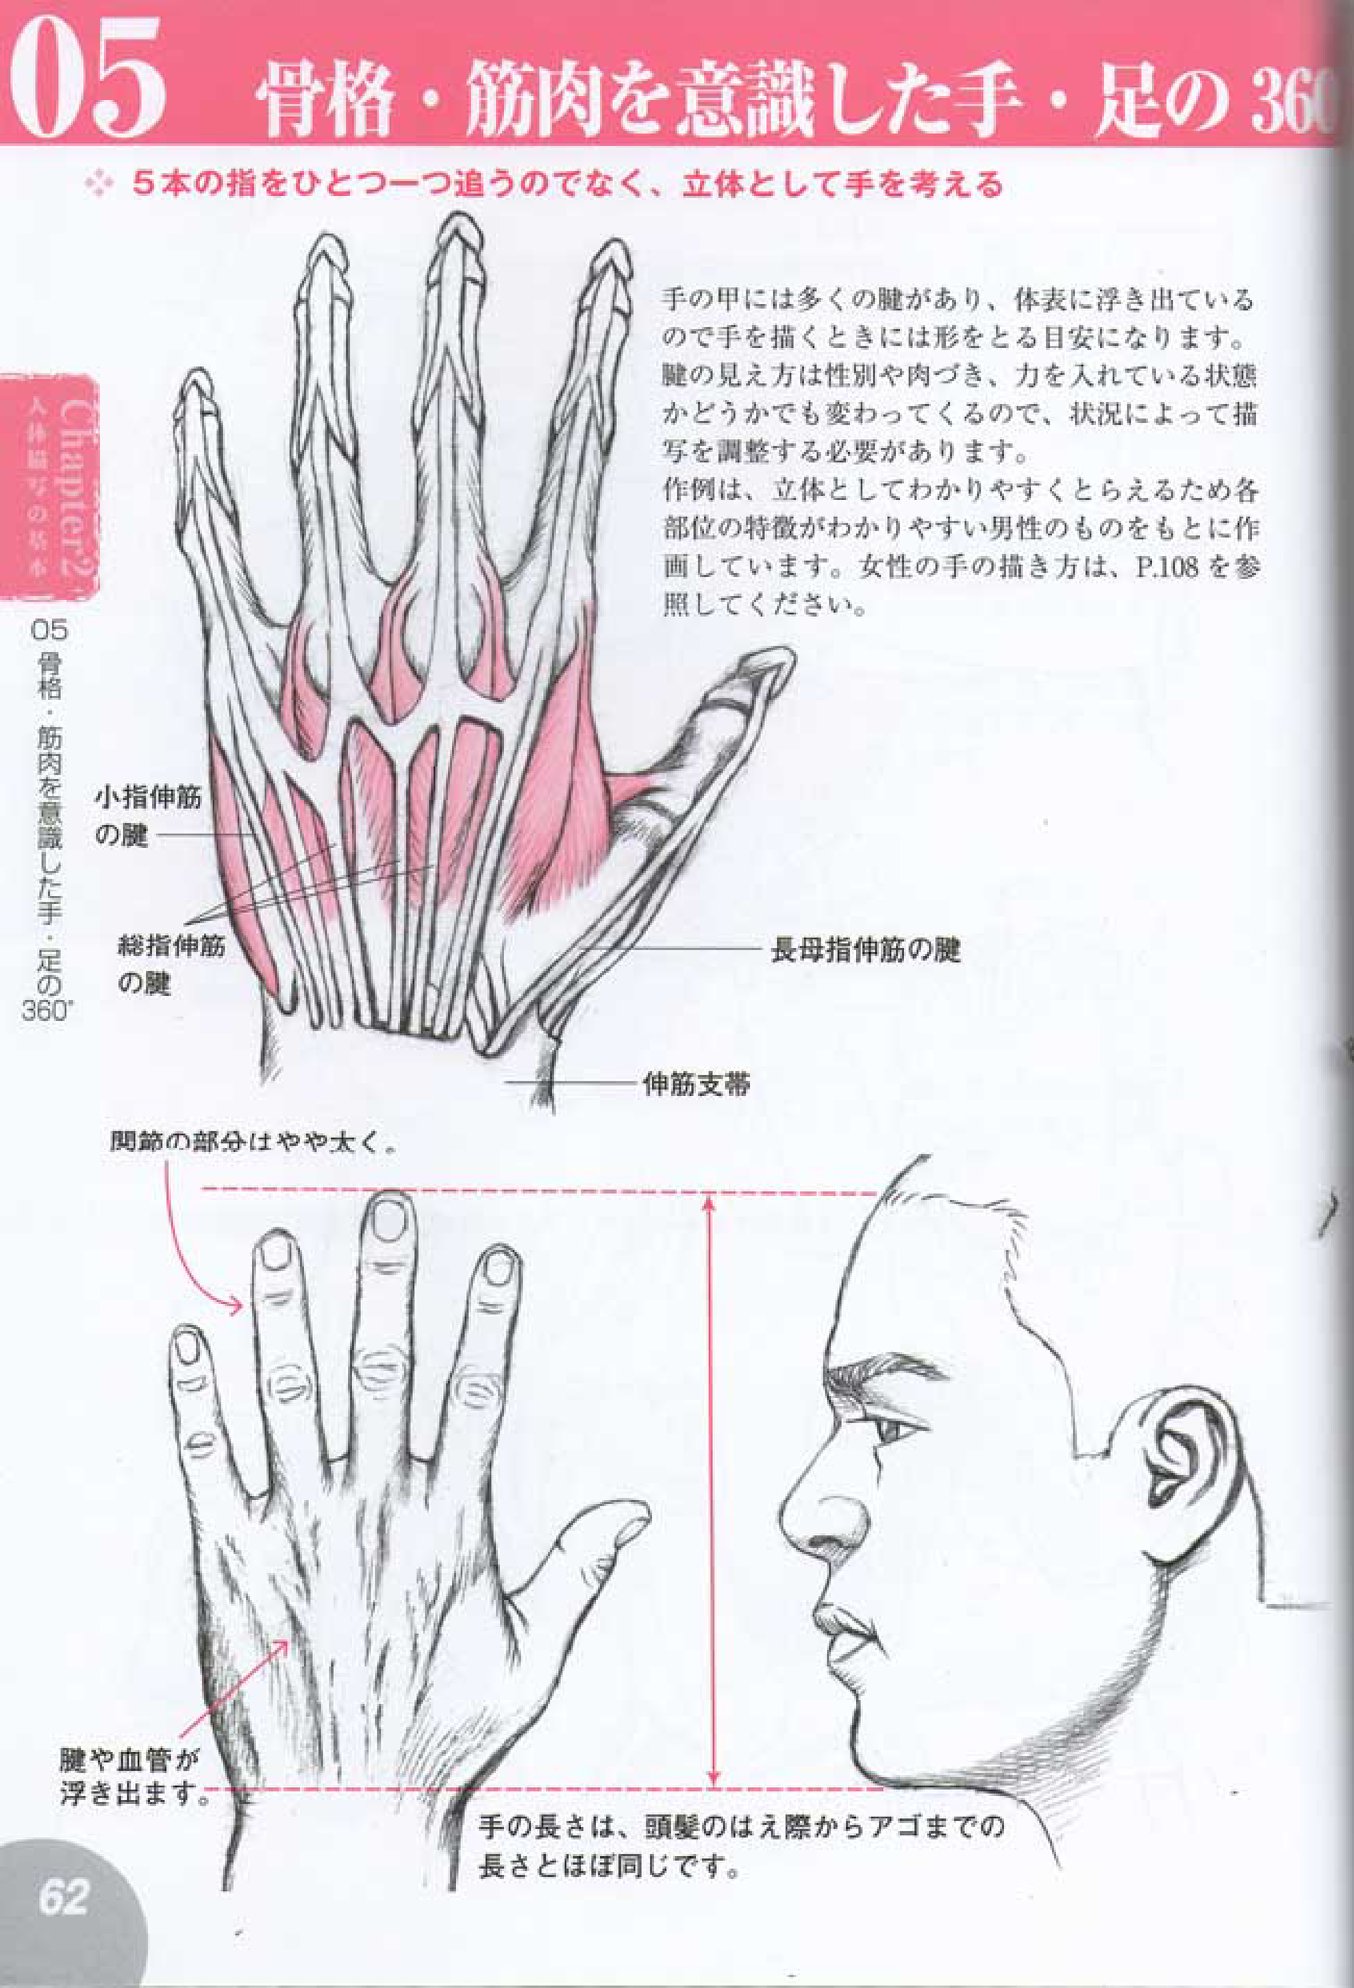 05 骨格・筋肉を意識した手・足の 360°
5本の指をひとつ一つ追うのでなく、立体として手を考える
手の甲には多くの腱があり、体表に浮き出ている
ので手を描くときには形をとる目安になります。
腱の見え方は性別や肉づき、力を入れている状態
かどうかでも変わってくるので、状況によって描
写を調整する必要があります。
作例は、立体としてわかりやすくとらえるため各
部位の特徴がわかりやすい男性のものをもとに作
画しています。女性の手の描き方は、P.108 を参
照してください。
Chapter2
人体描写の基本
05 骨格・筋肉を意識した手・足の360°
小指伸筋
の腱
総指伸筋
の腱
長母指伸筋の腱
伸筋支帯
関節の部分はやや太く。
腱や血管が
浮き出ます。
手の長さは、頭髪のはえ際からアゴまでの
長さとほぼ同じです。
62